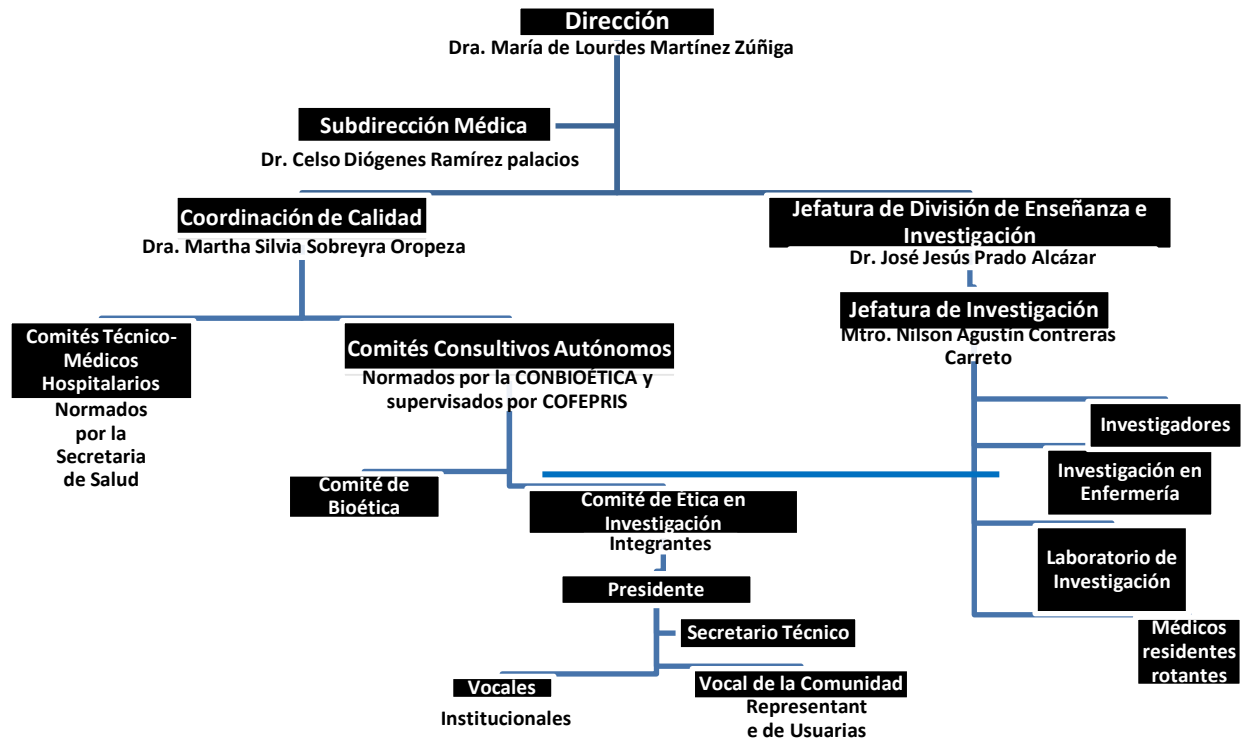 Dirección
Dra. María de Lourdes Martínez Zúñiga
Subdirección Médica
Dr. Celso Diógenes Ramírez palacios
Coordinación de Calidad
Dra. Martha Silvia Sobreyra Oropeza
Jefatura de División de Enseñanza e
Investigación
Dr. José Jesús Prado Alcázar
Jefatura de Investigación
Mtro. Nilson Agustín Contreras
Carreto
Comités Técnico-
Médicos
Hospitalarios
Normados
por la
Secretaria
de Salud
Comités Consultivos Autónomos
Normados por la CONBIOÉTICA y
supervisados por COFEPRIS
Investigadores
Investigación en
Enfermería
Laboratorio de
Investigación
Médicos
residentes
rotantes
Comité de
Bioética
Comité de Ética en
Investigación
Integrantes
Presidente
Secretario Técnico
Vocales
Institucionales
Vocal de la Comunidad
Representant
e de Usuarias